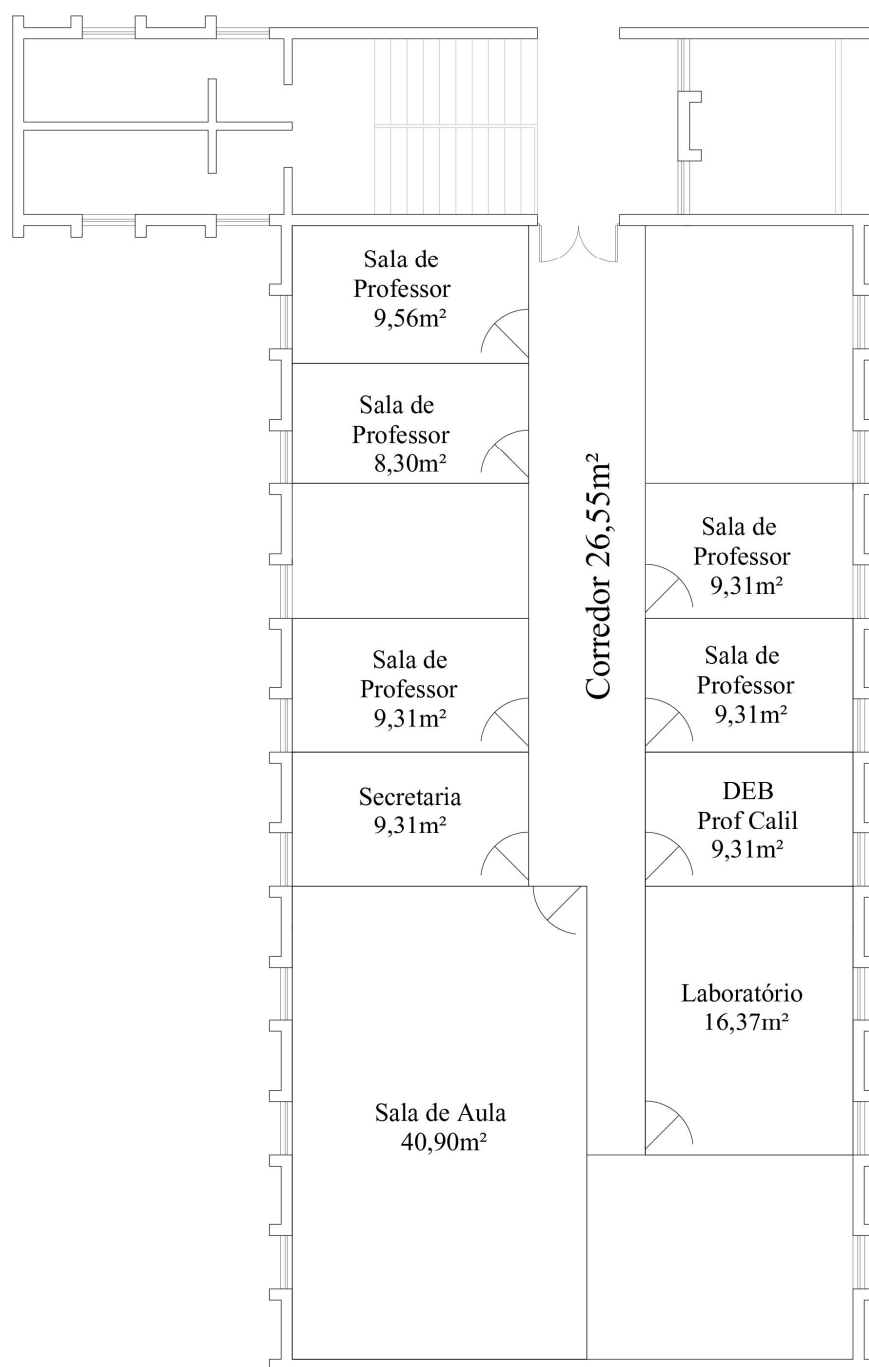 Sala de
Professor
9,56m²
Sala de
Professor
8,30m²
Corredor 26,55m²
Sala de
Professor
9,31m²
Sala de
Professor
9,31m²
Sala de
Professor
9,31m²
Secretaria
9,31m²
DEB
Prof Calil
9,31m²
Laboratório
16,37m²
Sala de Aula
40,90m²